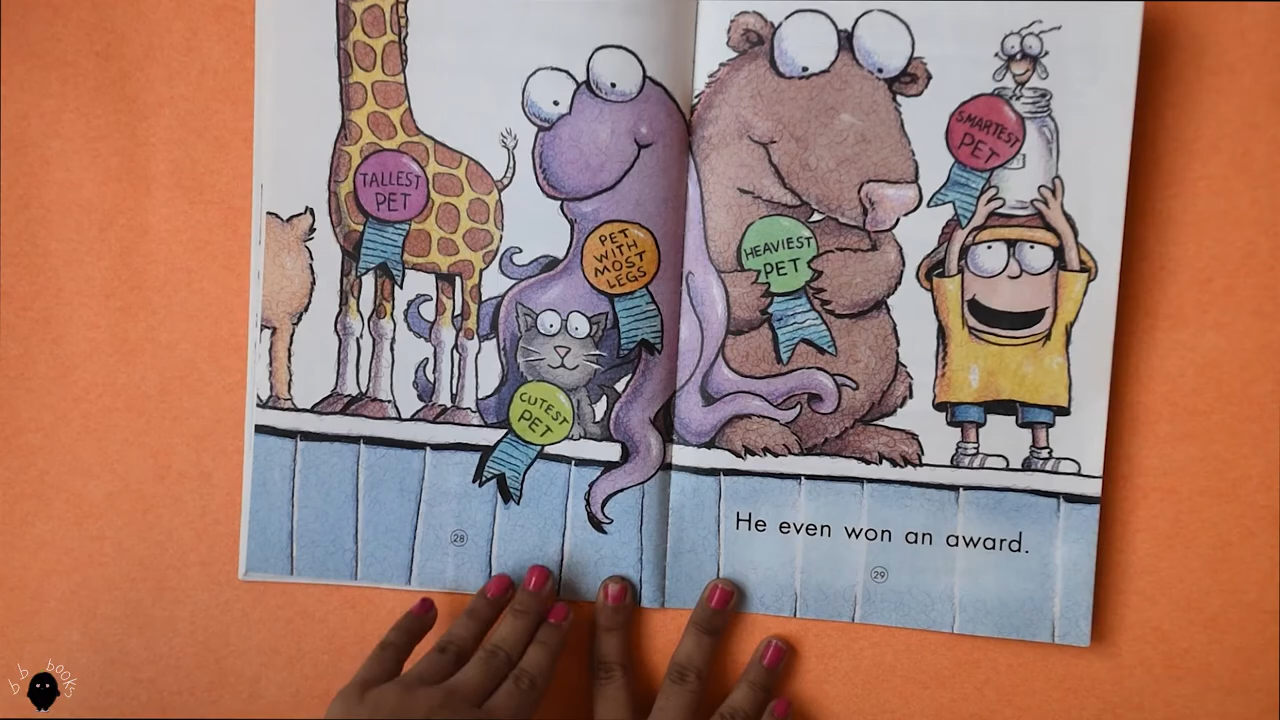 TALLEST
PET
PET
WITH
MOST
LEGS
CUTEST
PET
HEAVIEST
PET
SMARTEST
PET
He even won an award.
28
29
b b books